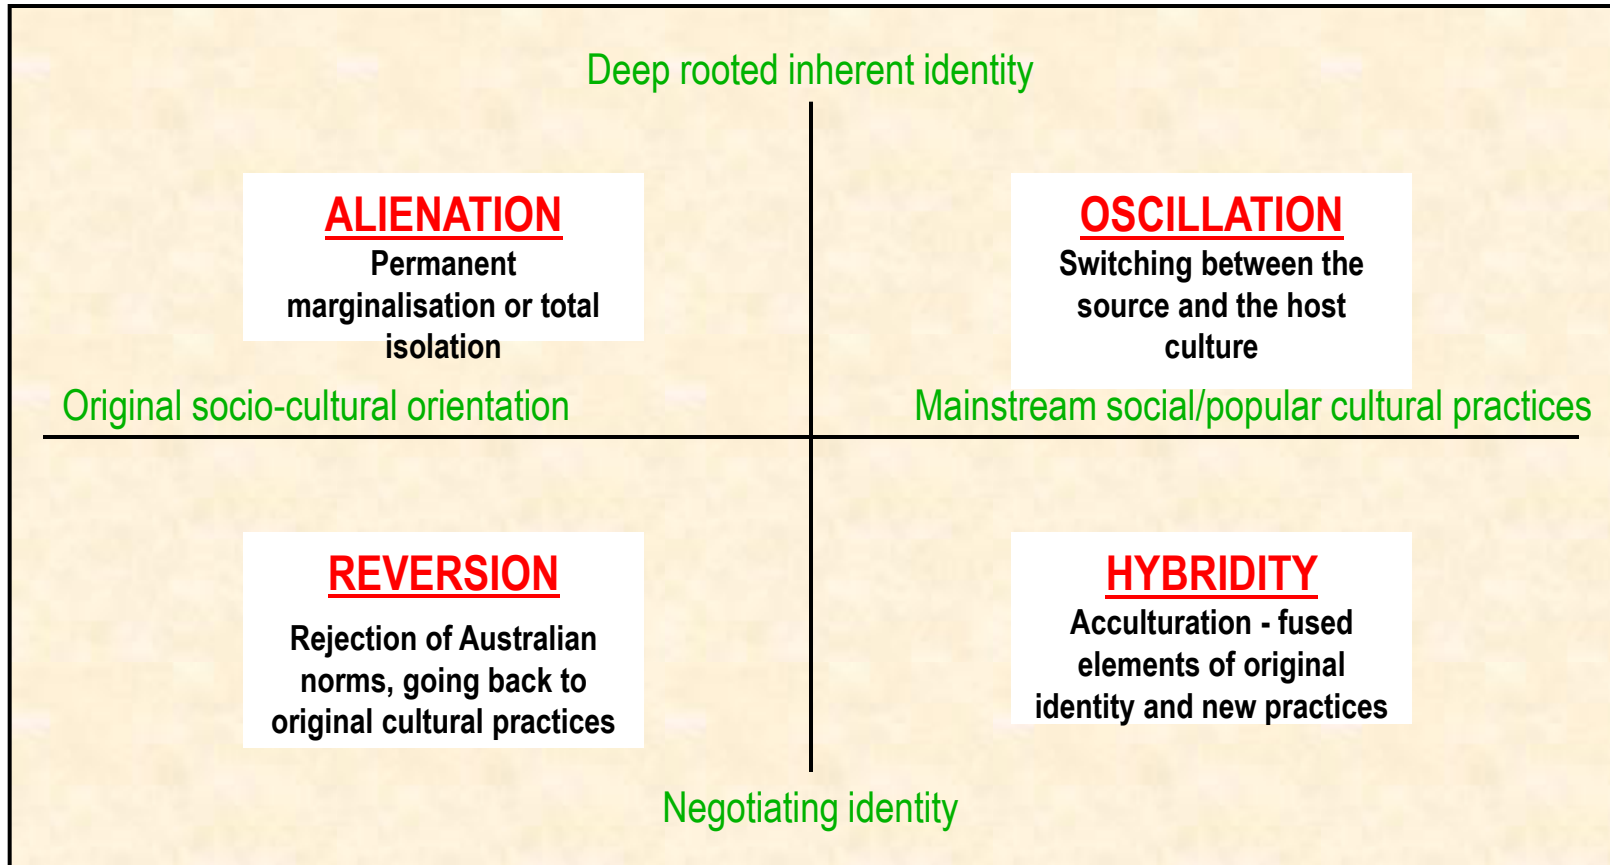 Deep rooted inherent identity
ALIENATION
Permanent
marginalisation or total
isolation
OSCILLATION
Switching between the
source and the host
culture
Original socio-cultural orientation
Mainstream social/popular cultural practices
REVERSION
Rejection of Australian
norms, going back to
original cultural practices
HYBRIDITY
Acculturation - fused
elements of original
identity and new practices
Negotiating identity